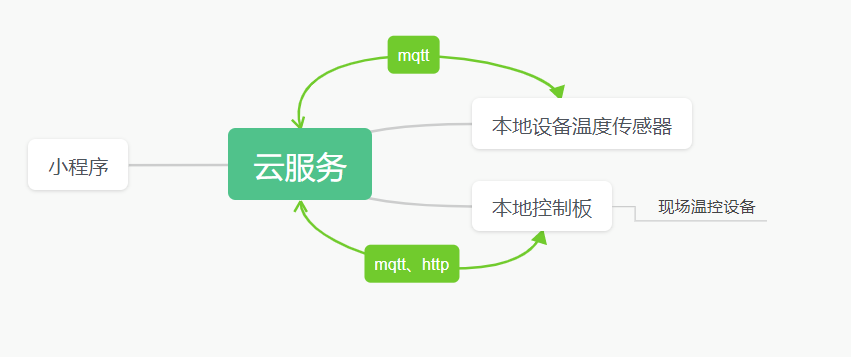 mqtt
本地设备温度传感器
小程序
云服务
本地控制板
现场温控设备
mqtt、http